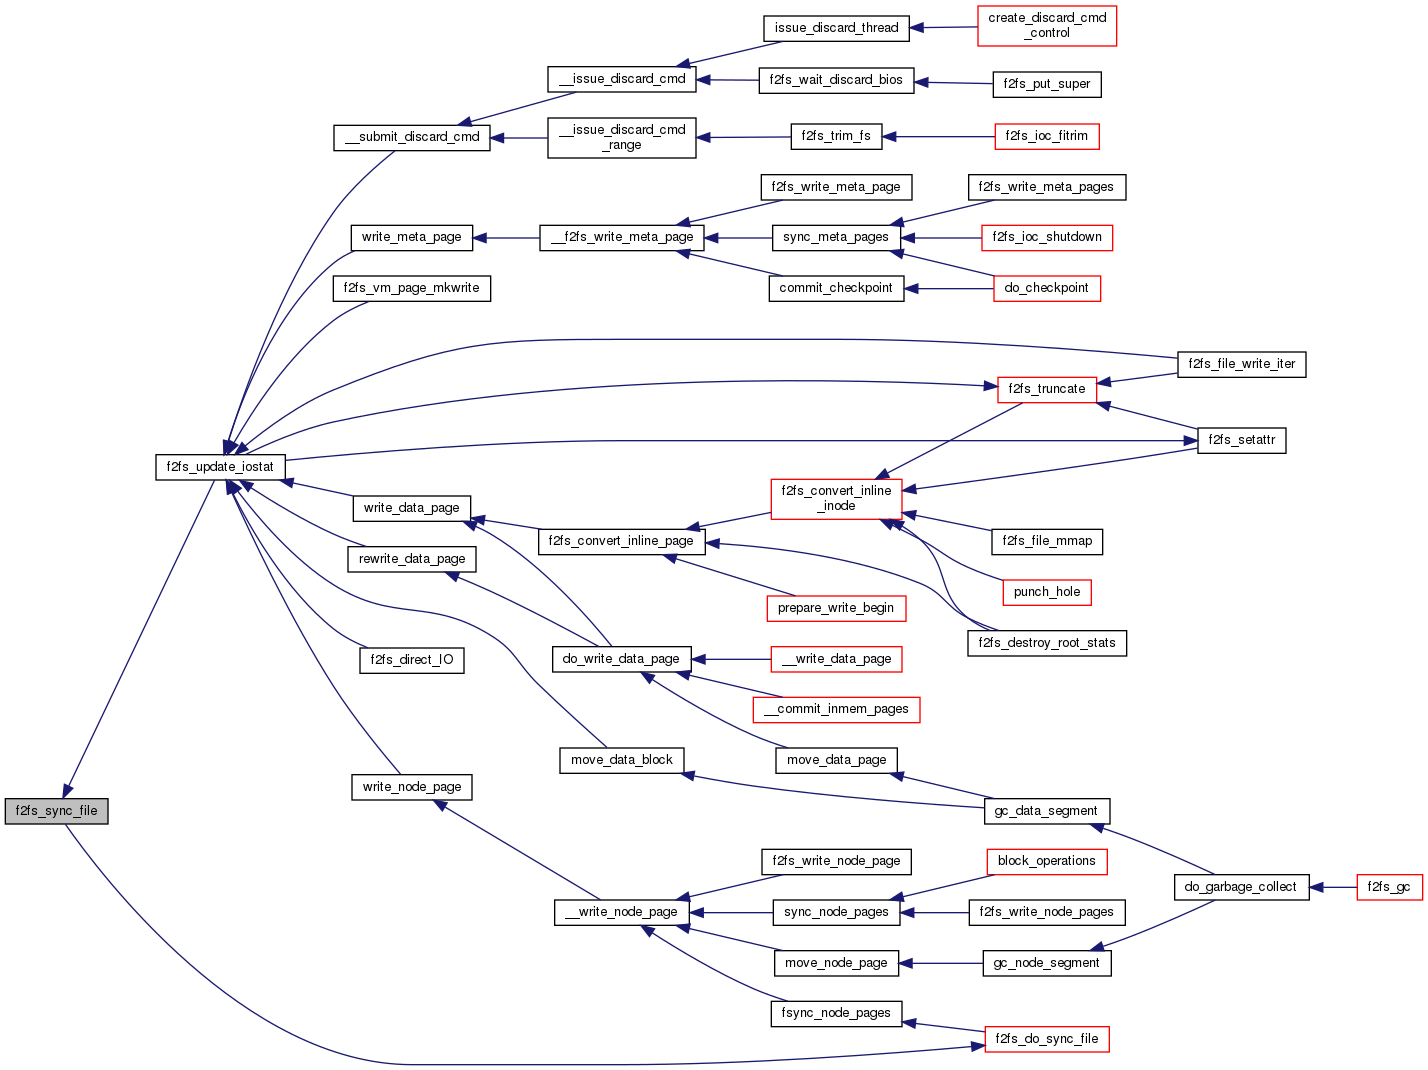 issue_discard_thread
create_discard_cmd
_control
__issue_discard_cmd
f2fs_wait_discard_bios
f2fs_put_super
__submit_discard_cmd
__issue_discard_cmd
_range
f2fs_trim_fs
f2fs_ioc_fitrim
f2fs_write_meta_page
f2fs_write_meta_pages
write_meta_page
__f2fs_write_meta_page
sync_meta_pages
f2fs_ioc_shutdown
f2fs_vm_page_mkwrite
commit_checkpoint
do_checkpoint
f2fs_file_write_iter
f2fs_truncate
f2fs_setattr
f2fs_update_iostat
write_data_page
f2fs_convert_inline
_inode
f2fs_convert_inline_page
f2fs_file_mmap
rewrite_data_page
punch_hole
prepare_write_begin
f2fs_destroy_root_stats
f2fs_direct_IO
do_write_data_page
__write_data_page
__commit_inmem_pages
move_data_block
move_data_page
write_node_page
f2fs_sync_file
gc_data_segment
f2fs_write_node_page
block_operations
do_garbage_collect
f2fs_gc
__write_node_page
sync_node_pages
f2fs_write_node_pages
move_node_page
gc_node_segment
fsync_node_pages
f2fs_do_sync_file